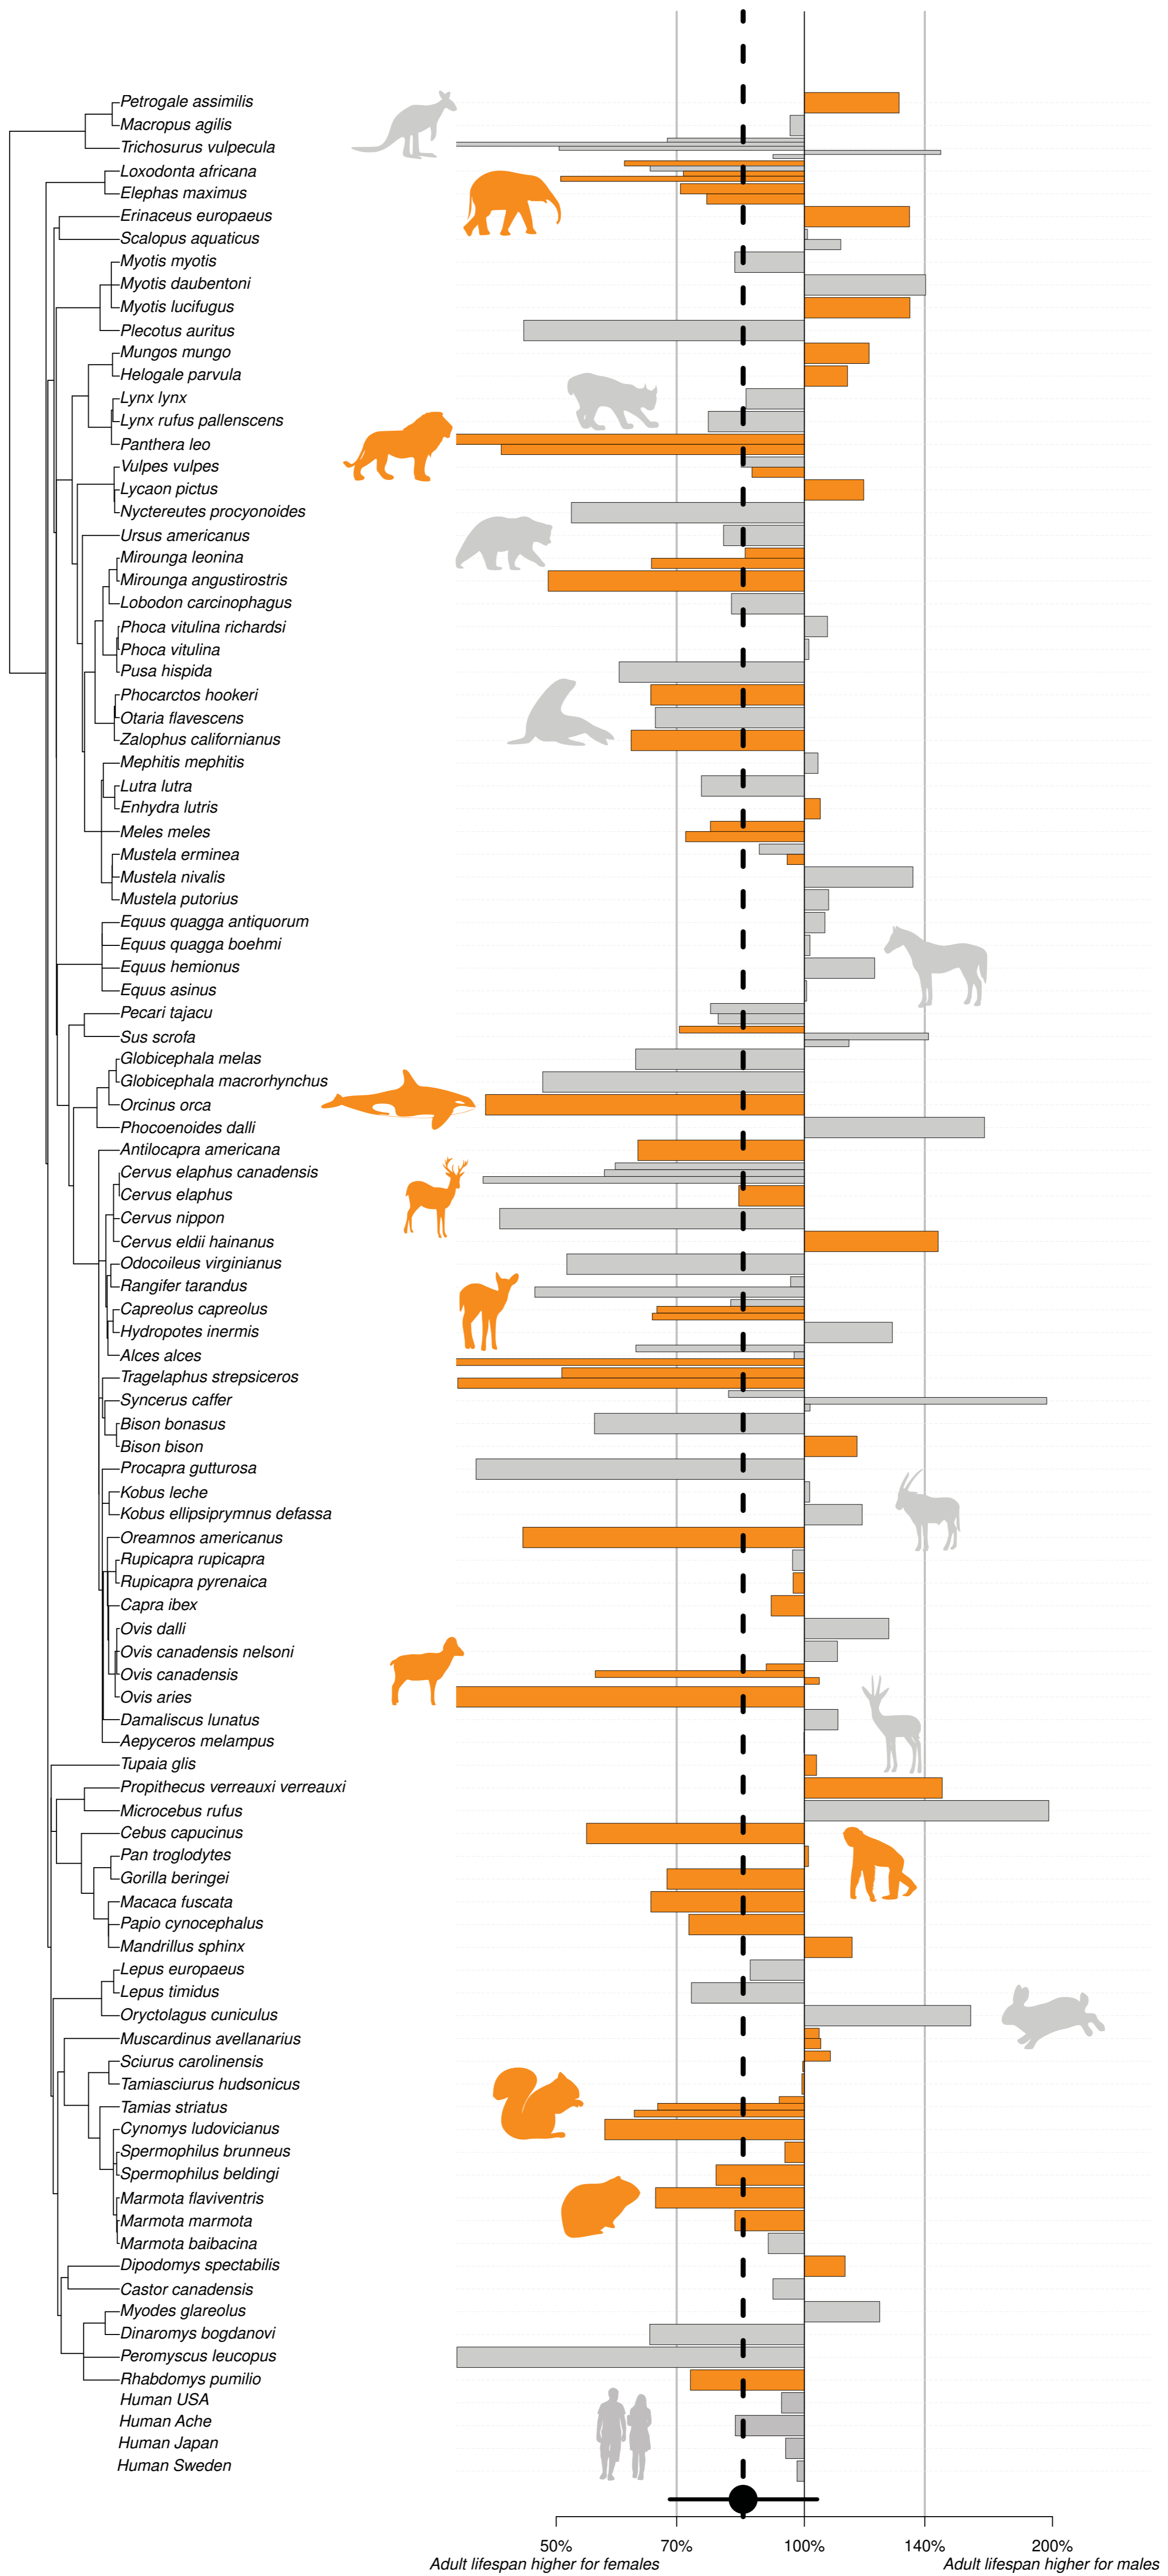 Petrogale assimilis
Macropus agilis
Trichosurus vulpecula
Loxodonta africana
Elephas maximus
Erinaceus europaeus
Scalopus aquaticus
Myotis myotis
Myotis daubentoni
Myotis lucifugus
Plecotus auritus
Mungos mungo
Helogale parvula
Lynx lynx
Lynx rufus pallenscens
Panthera leo
Vulpes vulpes
Lycaon pictus
Nyctereutes procyonoides
Ursus americanus
Mirounga leonina
Mirounga angustirostris
Lobodon carcinophagus
Phoca vitulina richardsi
Phoca vitulina
Pusa hispida
Phocarctos hookeri
Otaria flavescens
Zalophus californianus
Mephitis mephitis
Lutra lutra
Enhydra lutris
Meles meles
Mustela erminea
Mustela nivalis
Mustela putorius
Equus quagga antiquorum
Equus quagga boehmi
Equus hemionus
Equus asinus
Pecari tajacu
Sus scrofa
Globicephala melas
Globicephala macrorhynchus
Orcinus orca
Phocoenoides dalli
Antilocapra americana
Cervus elaphus canadensis
Cervus elaphus
Cervus nippon
Cervus eldii hainanus
Odocoileus virginianus
Rangifer tarandus
Capreolus capreolus
Hydropotes inermis
Alces alces
Tragelaphus strepsiceros
Syncerus caffer
Bison bonasus
Bison bison
Procapra gutturosa
Kobus leche
Kobus ellipsiprymnus defassa
Oreamnos americanus
Rupicapra rupicapra
Rupicapra pyrenaica
Capra ibex
Ovis dalli
Ovis canadensis nelsoni
Ovis canadensis
Ovis aries
Damaliscus lunatus
Aepyceros melampus
Tupaia glis
Propithecus verreauxi verreauxi
Microcebus rufus
Cebus capucinus
Pan troglodytes
Gorilla beringei
Macaca fuscata
Papio cynocephalus
Mandrillus sphinx
Lepus europaeus
Lepus timidus
Oryctolagus cuniculus
Muscardinus avellanarius
Sciurus carolinensis
Tamiasciurus hudsonicus
Tamias striatus
Cynomys ludovicianus
Spermophilus brunneus
Spermophilus beldingi
Marmota flaviventris
Marmota marmota
Marmota baibacina
Dipodomys spectabilis
Castor canadensis
Myodes glareolus
Dinaromys bogdanovi
Peromyscus leucopus
Rhabdomys pumilio
Human USA
Human Ache
Human Japan
Human Sweden
50% 70% 100% 140% 200%
Adult lifespan higher for females Adult lifespan higher for males